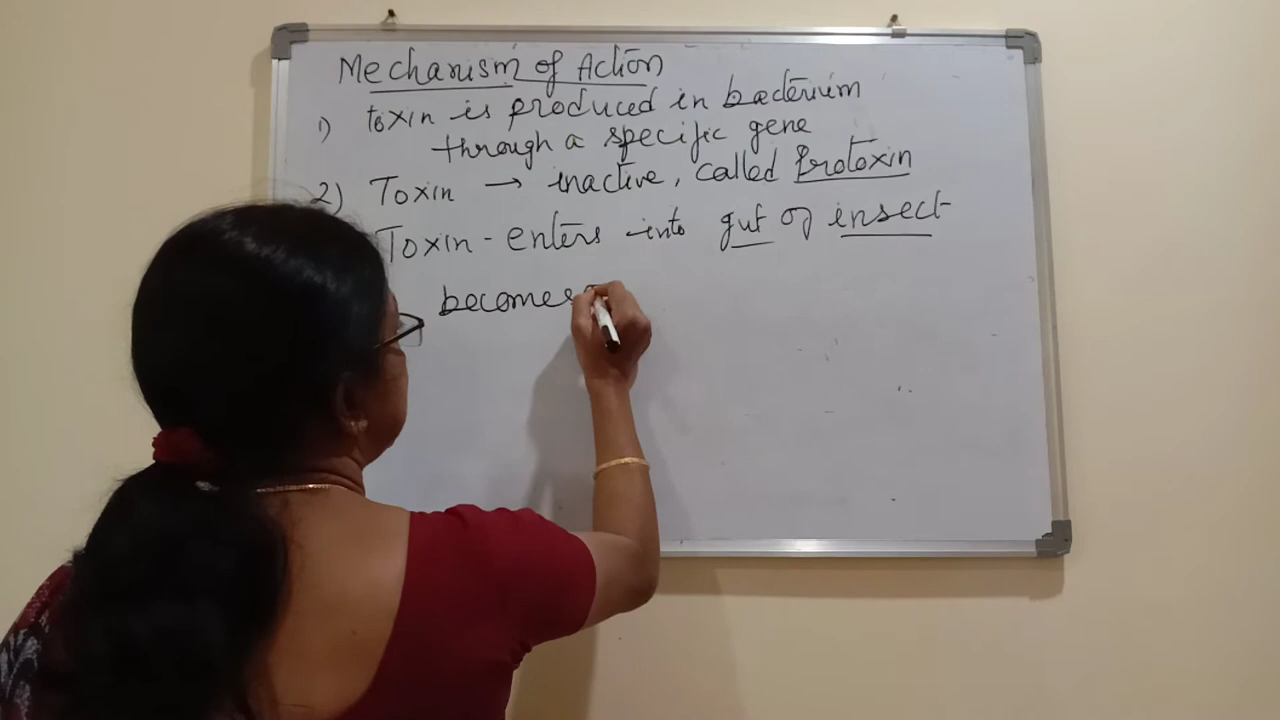 Mechanism of Action
1) toxin is produced in bacterium
through a specific gene
2) Toxin → inactive, called Protoxin
Toxin - enters into gut of insect
becomes